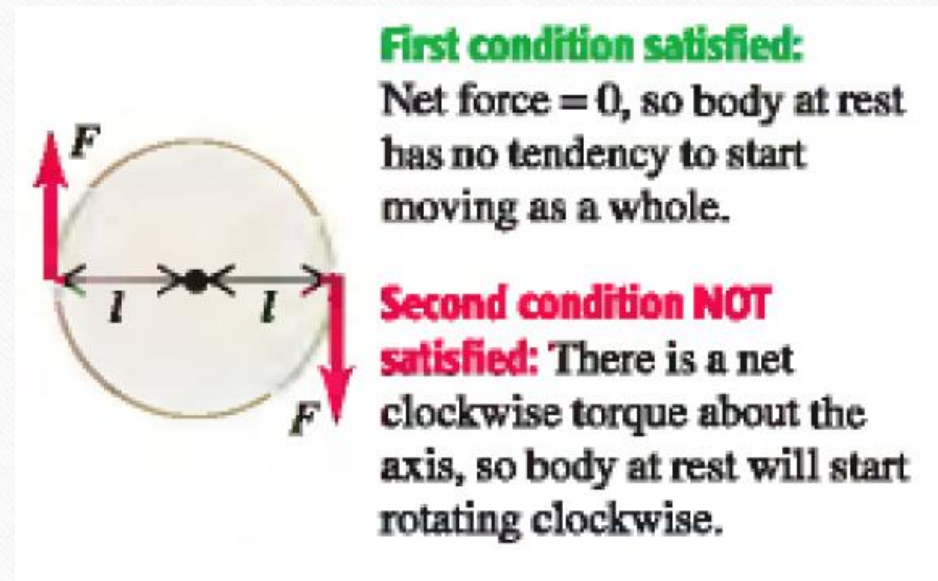 F
l
l
F
First condition satisfied:
Net force = 0, so body at rest
has no tendency to start
moving as a whole.
Second condition NOT
satisfied: There is a net
clockwise torque about the
axis, so body at rest will start
rotating clockwise.